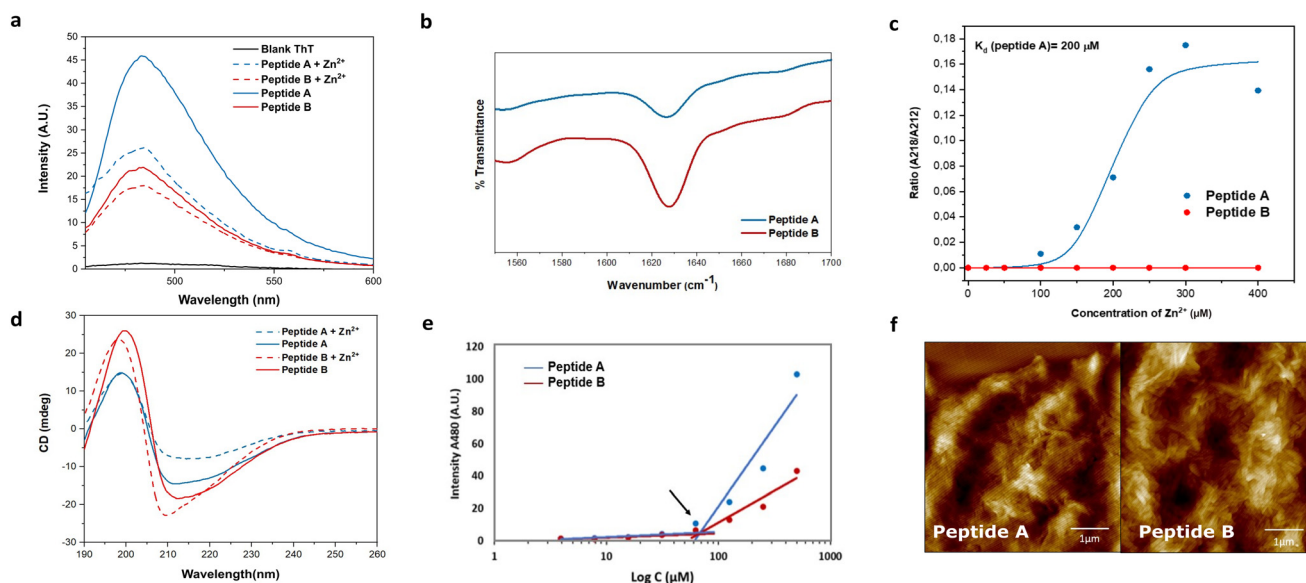 a
Intensity (A.U.)
50
45
40
35
30
25
20
15
10
5
0
Blank ThT
Peptide A + Zn²⁺
Peptide B + Zn²⁺
Peptide A
Peptide B
500
550
600
Wavelength (nm)
b
% Transmittance
Peptide A
Peptide B
1560
1580
1600
1620
1640
1660
1680
1700
Wavenumber (cm⁻¹)
c
Ratio (A218/A212)
0,18
0,16
0,14
0,12
0,10
0,08
0,06
0,04
0,02
0,00
K_d (peptide A)= 200 μM
Peptide A
Peptide B
0
50
100
150
200
250
300
350
400
Concentration of Zn²⁺ (μM)
d
CD (mdeg)
30
20
10
0
-10
-20
-30
Peptide A + Zn²⁺
Peptide A
Peptide B + Zn²⁺
Peptide B
190
200
210
220
230
240
250
260
Wavelength(nm)
e
Intensity A480 (A.U.)
120
100
80
60
40
20
0
Peptide A
Peptide B
1
10
100
1000
Log C (μM)
f
Peptide A
1μm
Peptide B
1μm